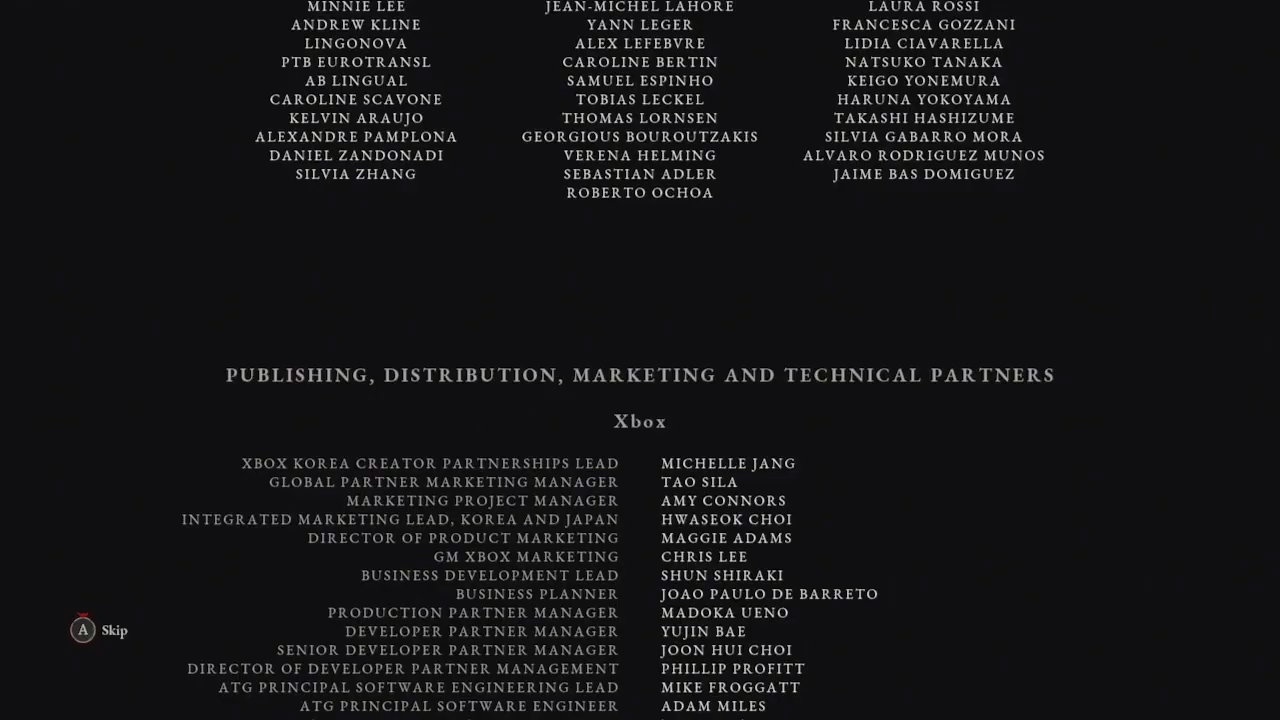 MINNIE LEE JEAN-MICHEL LAHORE LAURA ROSSI
ANDREW KLINE YANN LEGER FRANCESCA GOZZANI
LINGONOVA ALEX LEFEBVRE LIDIA CIAVARELLA
PTB EUROTRANSL CAROLINE BERTIN NATSUKO TANAKA
AB LINGUAL SAMUEL ESPINHO KEIGO YONEMURA
CAROLINE SCAVONE TOBIAS LECKEL HARUNA YOKOYAMA
KELVIN ARAUJO THOMAS LORNSEN TAKASHI HASHIZUME
ALEXANDRE PAMPLONA GEORGIOUS BOUROUTZAKIS SILVIA GABARRO MORA
DANIEL ZANDONADI VERENA HELMING ALVARO RODRIGUEZ MUNOS
SILVIA ZHANG SEBASTIAN ADLER JAIME BAS DOMIGUEZ
ROBERTO OCHOA
PUBLISHING, DISTRIBUTION, MARKETING AND TECHNICAL PARTNERS
Xbox
XBOX KOREA CREATOR PARTNERSHIPS LEAD MICHELLE JANG
GLOBAL PARTNER MARKETING MANAGER TAO SILA
MARKETING PROJECT MANAGER AMY CONNORS
INTEGRATED MARKETING LEAD, KOREA AND JAPAN HWASEOK CHOI
DIRECTOR OF PRODUCT MARKETING MAGGIE ADAMS
GM XBOX MARKETING CHRIS LEE
BUSINESS DEVELOPMENT LEAD SHUN SHIRAKI
BUSINESS PLANNER JOAO PAULO DE BARRETO
PRODUCTION PARTNER MANAGER MADOKA UENO
DEVELOPER PARTNER MANAGER YUJIN BAE
A Skip
SENIOR DEVELOPER PARTNER MANAGER JOON HUI CHOI
DIRECTOR OF DEVELOPER PARTNER MANAGEMENT PHILLIP PROFITT
ATG PRINCIPAL SOFTWARE ENGINEERING LEAD MIKE FROGGATT
ATG PRINCIPAL SOFTWARE ENGINEER ADAM MILES